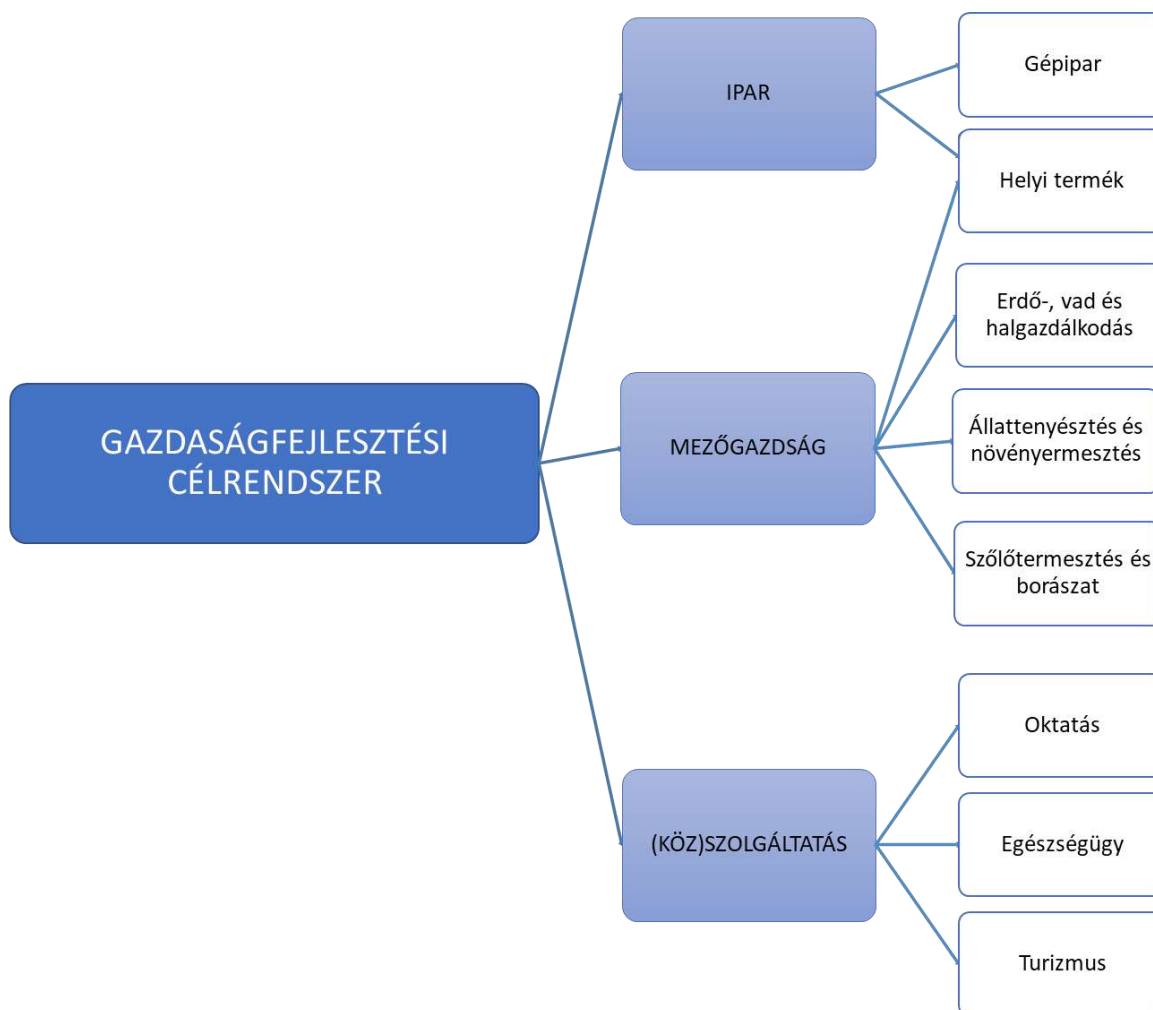 GAZDASÁGFEJLESZTÉSI
CÉLRENDSZER
IPAR
Gépipar
Helyi termék
MEZŐGAZDSÁG
Erdő-, vad és
halgazdálkodás
Állattenyésztés és
növényermesztés
Szőlőtermesztés és
borászat
(KÖZ)SZOLGÁLTATÁS
Oktatás
Egészségügy
Turizmus